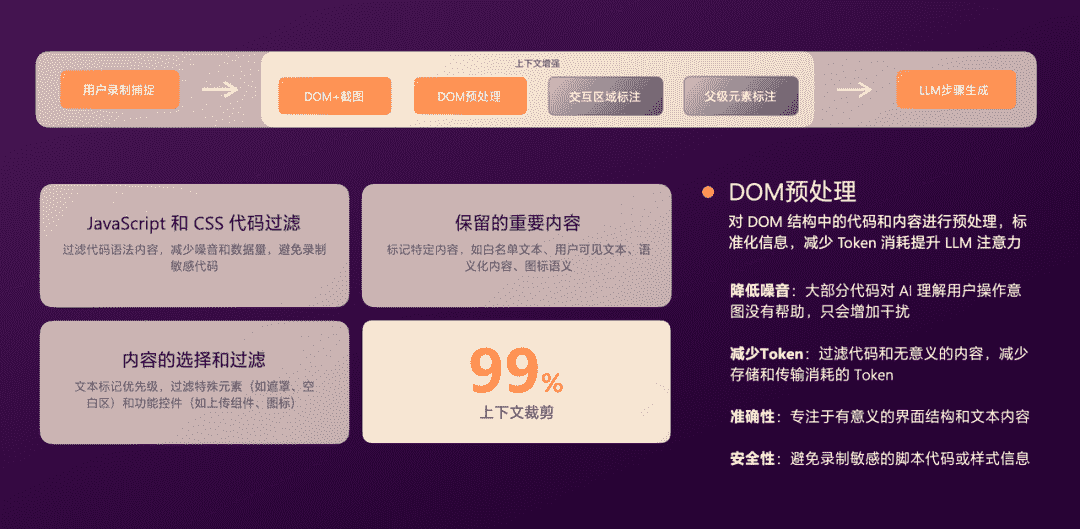 上下文增强
用户录制捕捉
DOM+截图
DOM预处理
交互区域标注
父级元素标注
LLM步骤生成
JavaScript 和 CSS 代码过滤
过滤代码语法内容，减少噪音和数据量，避免录制
敏感代码
保留的重要内容
标记特定内容，如白名单文本、用户可见文本、语
义化内容、图标语义
内容的选择和过滤
文本标记优先级，过滤特殊元素（如遮罩、空
白区）和功能控件（如上传组件、图标）
99%
上下文裁剪
DOM预处理
对 DOM 结构中的代码和内容进行预处理，标
准化信息，减少 Token 消耗提升 LLM 注意力
降低噪音：大部分代码对 AI 理解用户操作意
图没有帮助，只会增加干扰
减少Token：过滤代码和无意义的内容，减少
存储和传输消耗的 Token
准确性：专注于有意义的界面结构和文本内容
安全性：避免录制敏感的脚本代码或样式信息